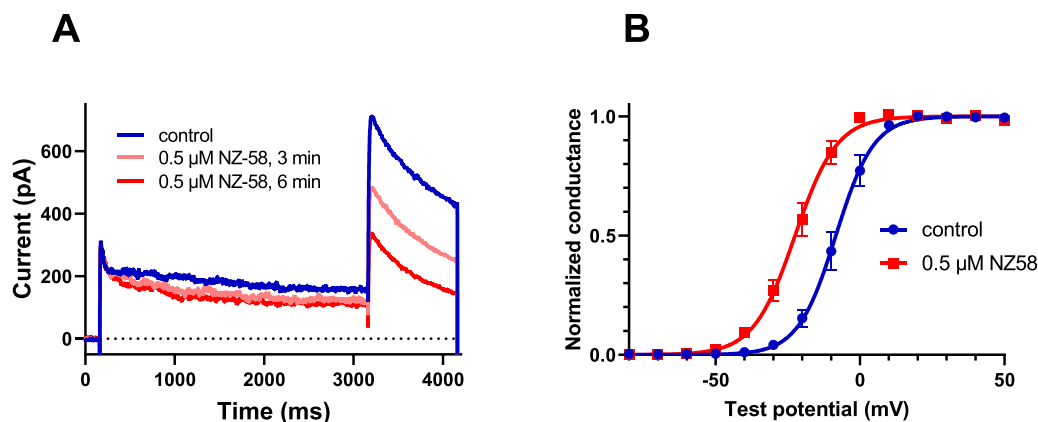 A
control
0.5 µM NZ-58, 3 min
0.5 µM NZ-58, 6 min
Current (pA)
600
400
200
0
0
1000
2000
3000
4000
Time (ms)
B
Normalized conductance
1.0
0.5
0.0
control
0.5 µM NZ58
-50
0
50
Test potential (mV)